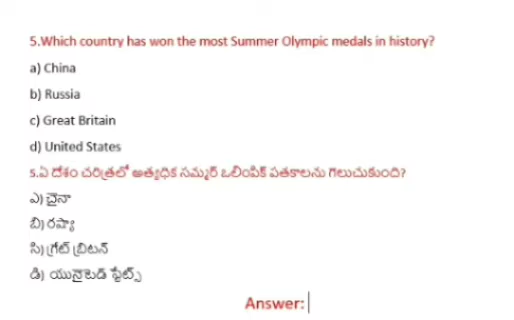 5.Which country has won the most Summer Olympic medals in history?
a) China
b) Russia
c) Great Britain
d) United States
5.ఏ దేశం చరిత్రలో అత్యధిక సమ్మర్ ఒలింపిక్ పతకాలను గెలుచుకుంది?
ఎ) చైనా
బి) రష్యా
సి) గ్రేట్ బ్రిటన్
డి) యునైటెడ్ స్టేట్స్
Answer: